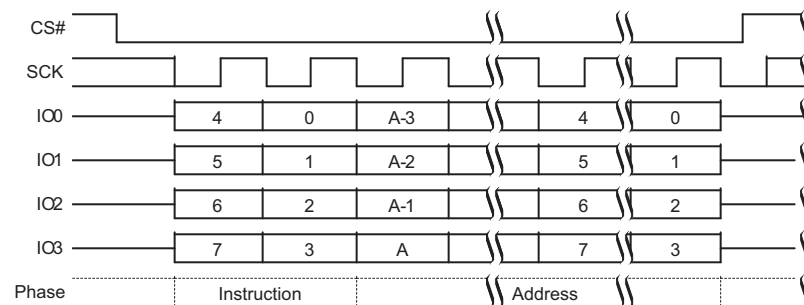 CS#
SCK
IO0 4 0 A-3 4 0
IO1 5 1 A-2 5 1
IO2 6 2 A-1 6 2
IO3 7 3 A 7 3
Phase Instruction Address